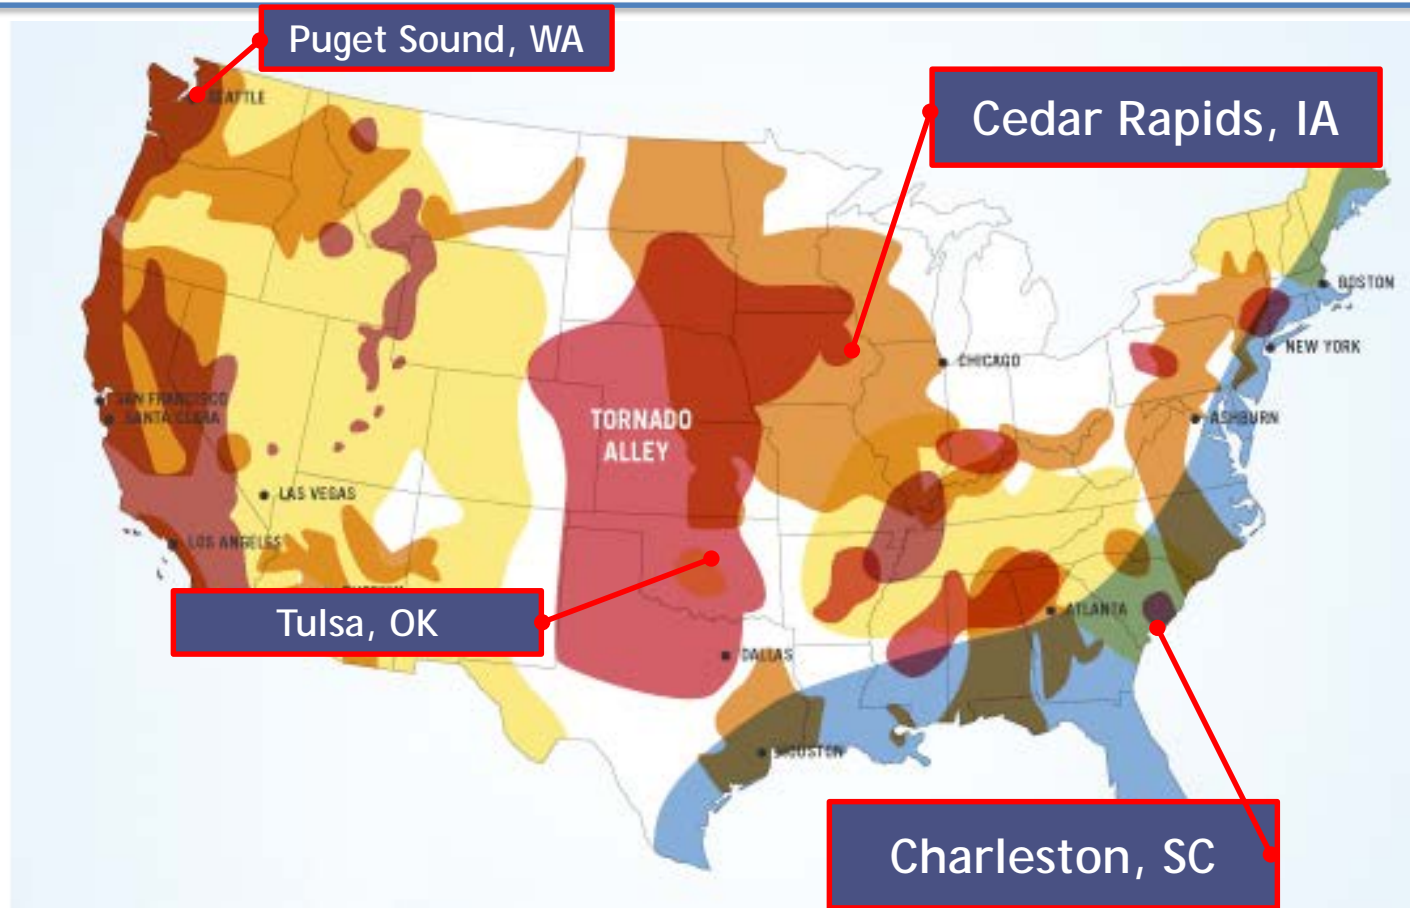 Puget Sound, WA
SEATTLE
Cedar Rapids, IA
BOSTON
NEW YORK
CHICAGO
SAN FRANCISCO
SANTA CLARA
TORNADO
ALLEY
ASHBURN
LAS VEGAS
LOS ANGELES
Tulsa, OK
ATLANTA
DALLAS
HOUSTON
Charleston, SC